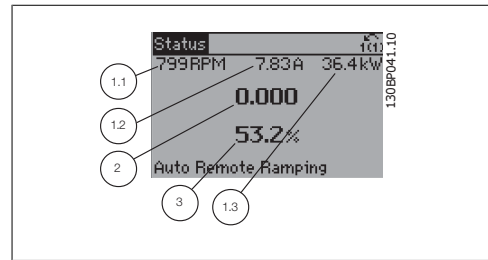 Status 1(1)
799RPM 7.83A 36.4kW
0.000
53.2%
Auto Remote Ramping
1.1
1.2
2
3
1.3
130BP041.10